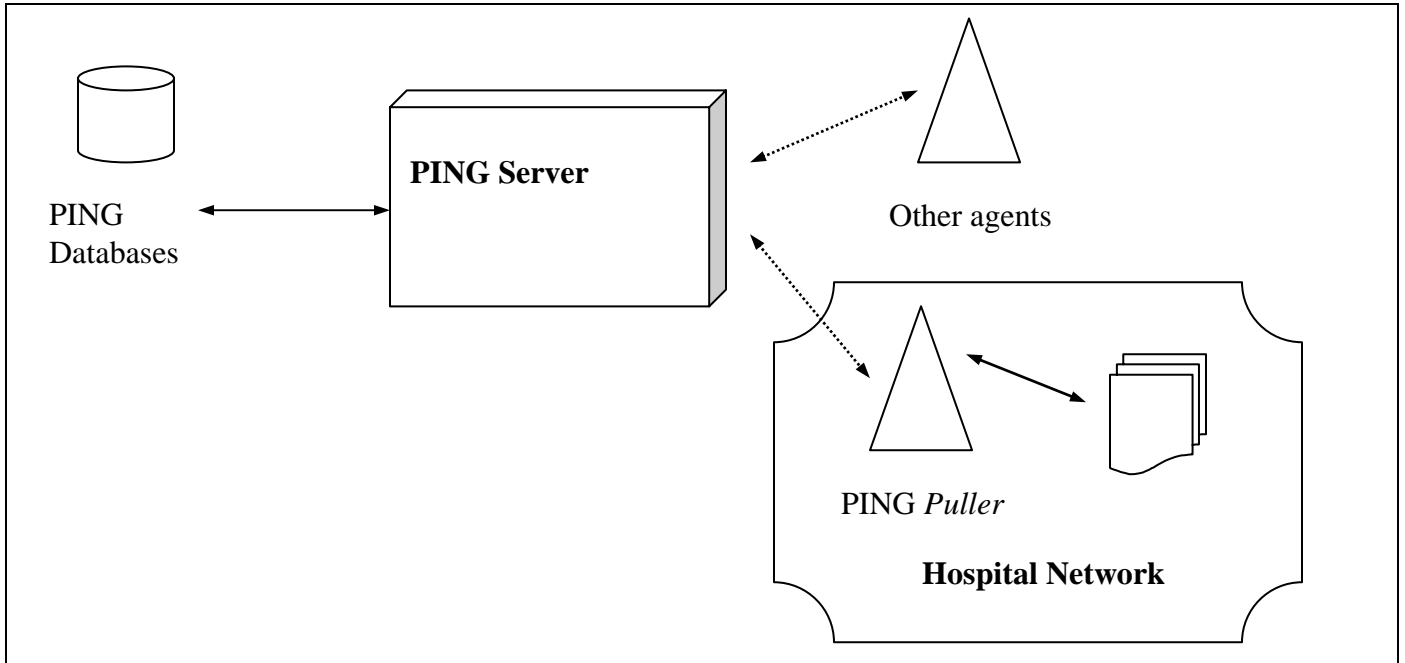 PING Server
PING
Databases
Other agents
PING Puller
Hospital Network